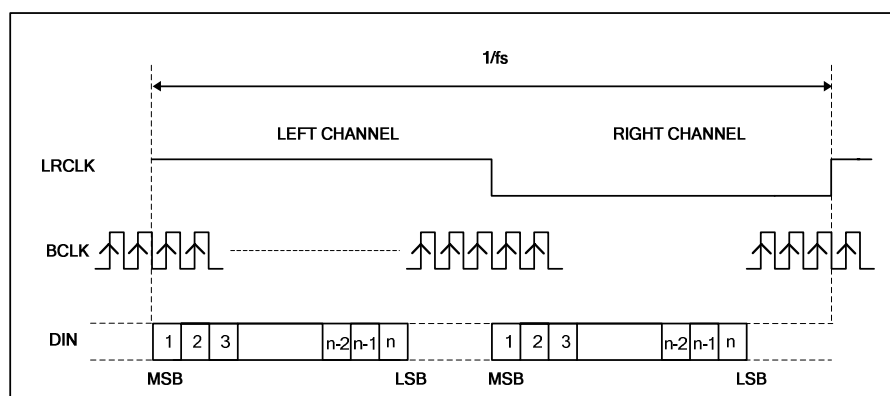 1/fs
LEFT CHANNEL RIGHT CHANNEL
LRCLK
BCLK
DIN 1 2 3 n-2 n-1 n 1 2 3 n-2 n-1 n
MSB LSB MSB LSB